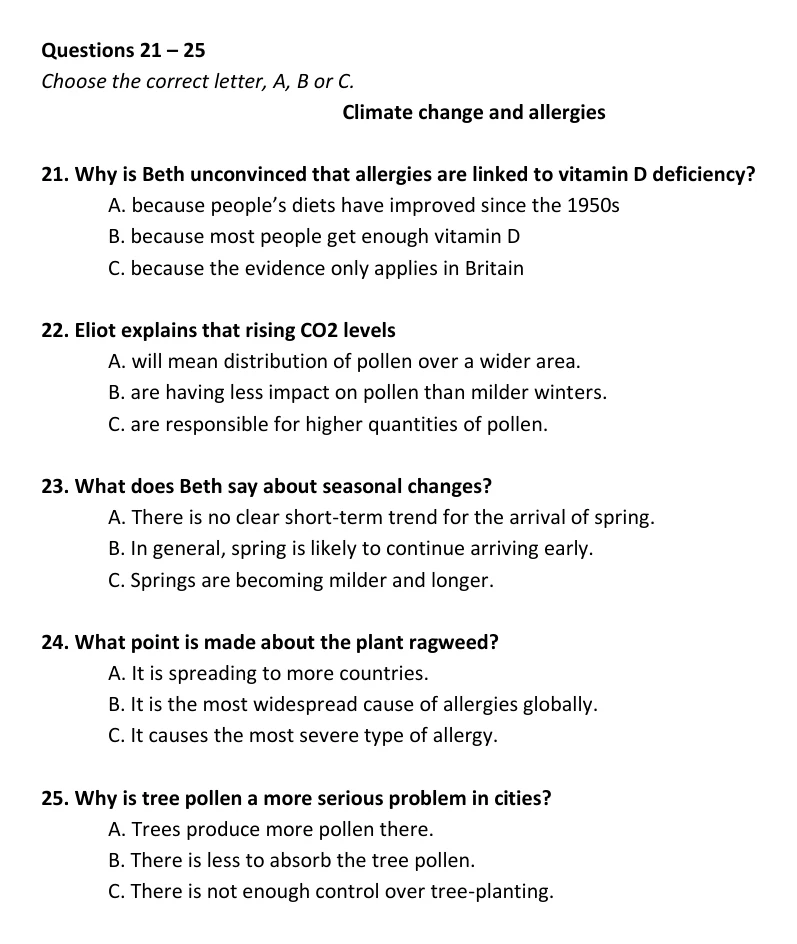 Questions 21 – 25
Choose the correct letter, A, B or C.
Climate change and allergies
21. Why is Beth unconvinced that allergies are linked to vitamin D deficiency?
A. because people’s diets have improved since the 1950s
B. because most people get enough vitamin D
C. because the evidence only applies in Britain
22. Eliot explains that rising CO2 levels
A. will mean distribution of pollen over a wider area.
B. are having less impact on pollen than milder winters.
C. are responsible for higher quantities of pollen.
23. What does Beth say about seasonal changes?
A. There is no clear short-term trend for the arrival of spring.
B. In general, spring is likely to continue arriving early.
C. Springs are becoming milder and longer.
24. What point is made about the plant ragweed?
A. It is spreading to more countries.
B. It is the most widespread cause of allergies globally.
C. It causes the most severe type of allergy.
25. Why is tree pollen a more serious problem in cities?
A. Trees produce more pollen there.
B. There is less to absorb the tree pollen.
C. There is not enough control over tree-planting.